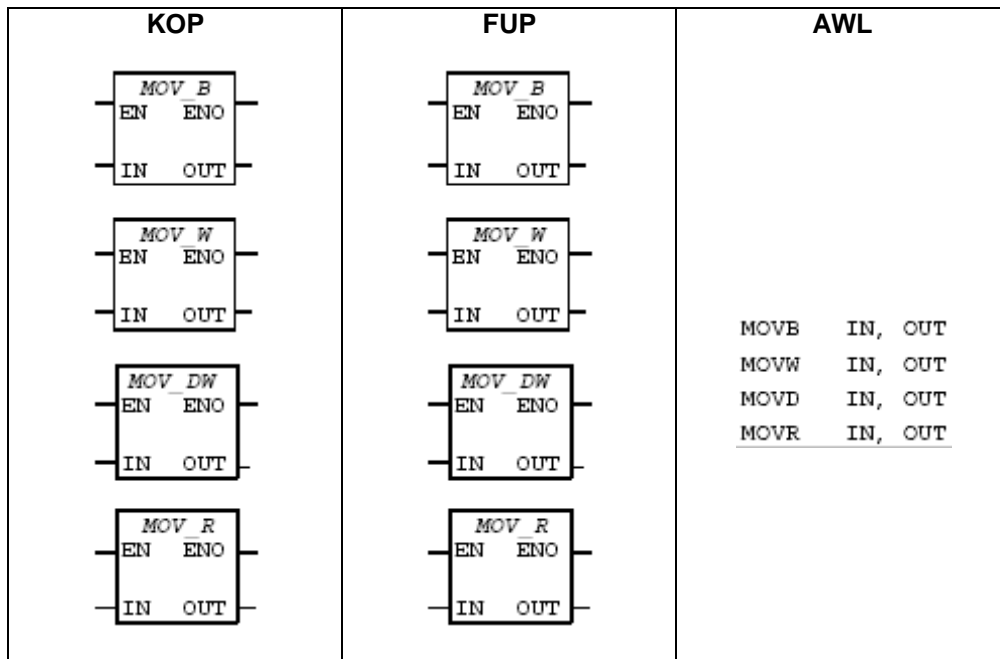 KOP FUP AWL
MOV_B
EN ENO
IN OUT
MOV_W
EN ENO
IN OUT
MOV_DW
EN ENO
IN OUT
MOV_R
EN ENO
IN OUT
MOV_B
EN ENO
IN OUT
MOV_W
EN ENO
IN OUT
MOV_DW
EN ENO
IN OUT
MOV_R
EN ENO
IN OUT
MOVB IN, OUT
MOVW IN, OUT
MOVD IN, OUT
MOVR IN, OUT